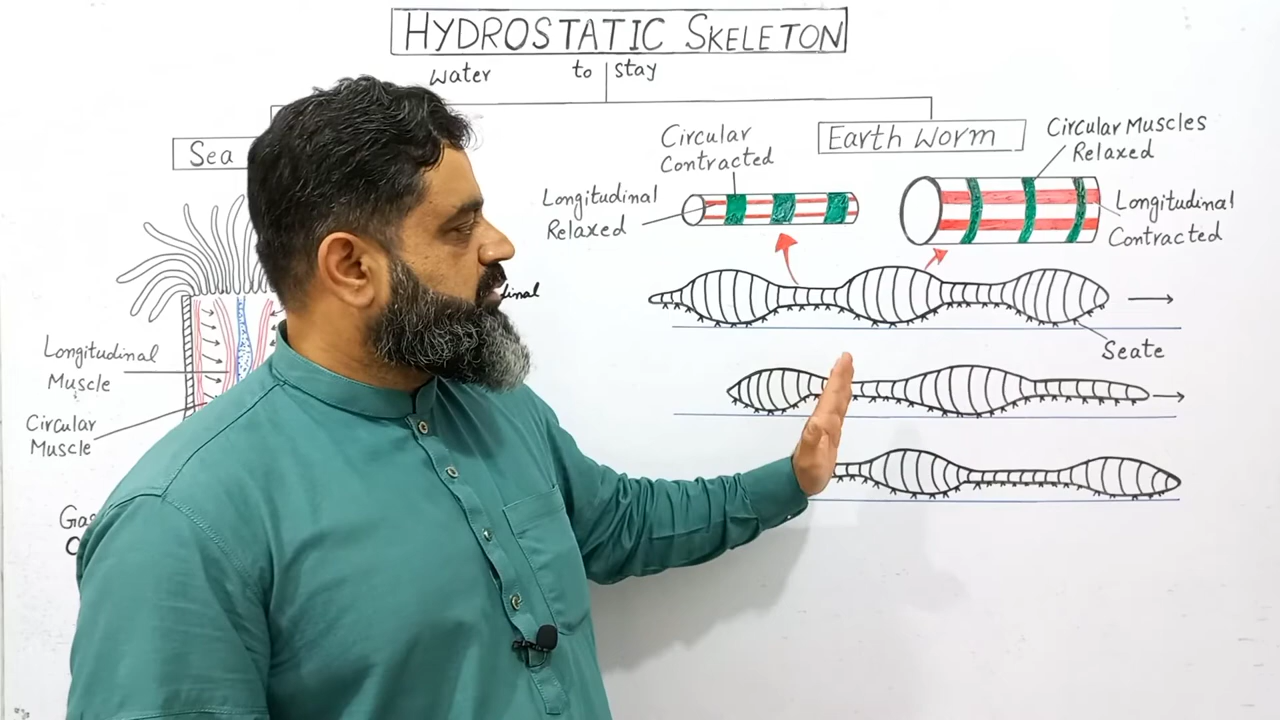 HYDROSTATIC SKELETON
water to stay
Sea
Earth Worm
Circular
Contracted
Longitudinal
Relaxed
Circular Muscles
Relaxed
Longitudinal
Contracted
Seate
Longitudinal
Muscle
Circular
Muscle